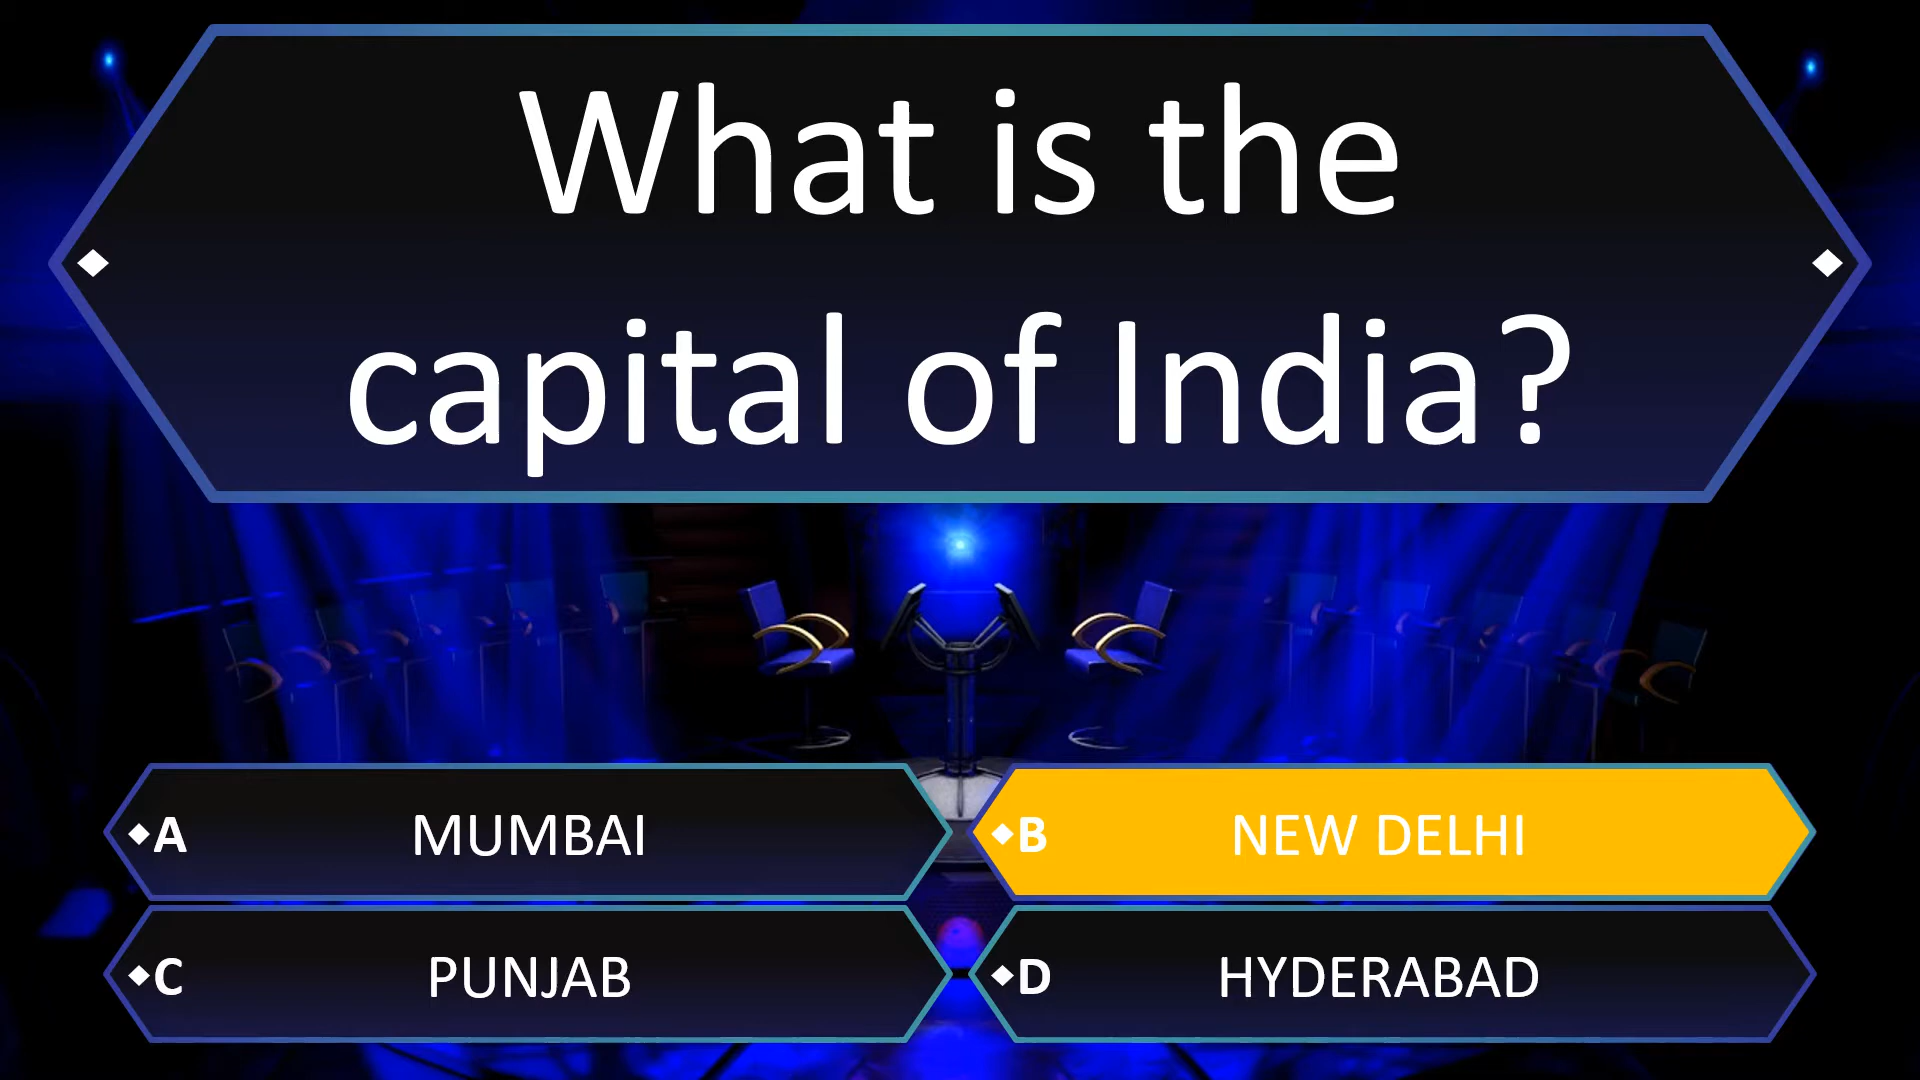 What is the
capital of India?
A MUMBAI
B NEW DELHI
C PUNJAB
D HYDERABAD